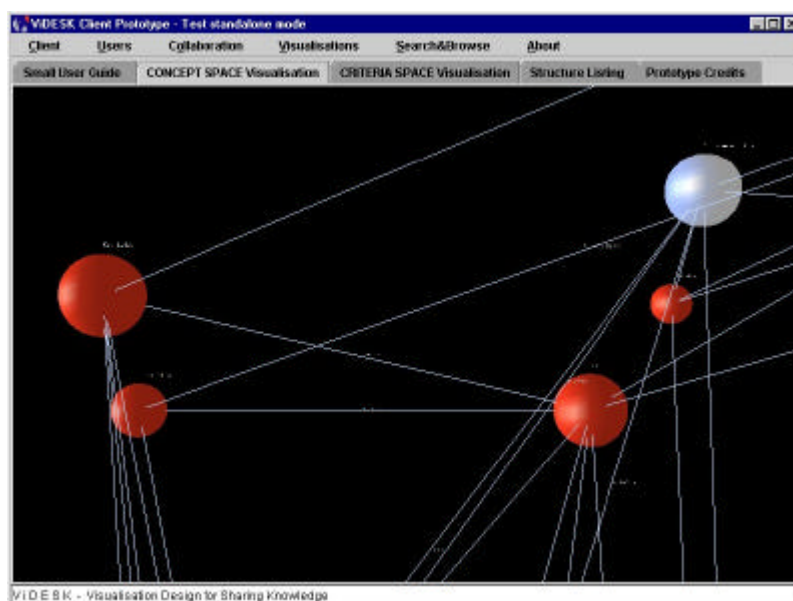 ViDESK Client Prototype - Test standalone mode
Client Users Collaboration Visualisations Search&Browse About
Small User Guide CONCEPT SPACE Visualisation CRITERIA SPACE Visualisation Structure Listing Prototype Credits
V i D E S K - Visualisation Design for Sharing Knowledge